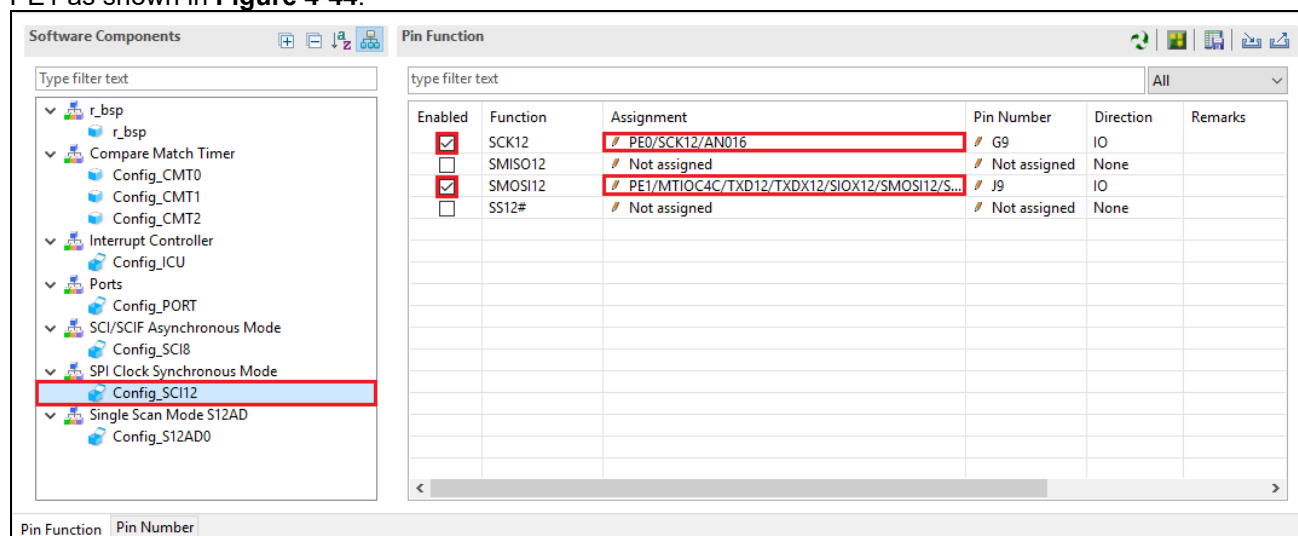 PE1 as shown in Figure 4-44.
Software Components
Type filter text
r_bsp
r_bsp
Compare Match Timer
Config_CMT0
Config_CMT1
Config_CMT2
Interrupt Controller
Config_ICU
Ports
Config_PORT
SCI/SCIF Asynchronous Mode
Config_SCI8
SPI Clock Synchronous Mode
Config_SCI12
Single Scan Mode S12AD
Config_S12AD0
Pin Function
type filter text All
Enabled Function Assignment Pin Number Direction Remarks
SCK12 PE0/SCK12/AN016 G9 IO
SMISO12 Not assigned Not assigned None
SMOSI12 PE1/MTIOC4C/TXD12/TXDX12/SIOX12/SMOSI12/S... J9 IO
SS12# Not assigned Not assigned None
Pin Function Pin Number